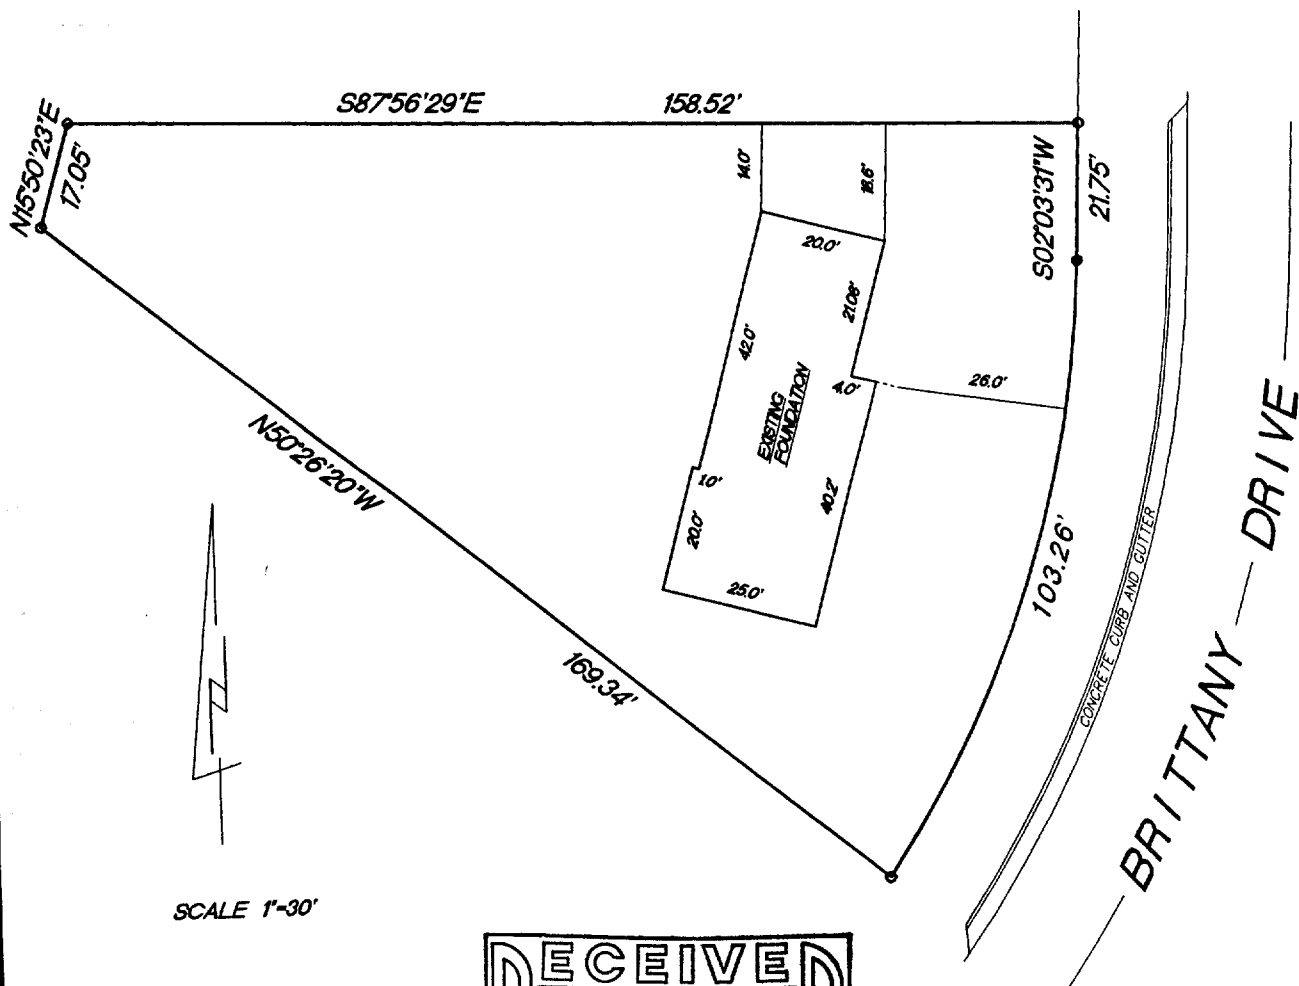 S87°56'29"E 158.52'
N15°50'23"E
17.05'
S02°03'31"W
21.75'
14.0'
18.6'
20.0'
21.08'
42.0'
4.0'
26.0'
EXISTING
FOUNDATION
N50°26'20"W
1.0'
20.0'
40.2'
25.0'
103.26'
CONCRETE CURB AND GUTTER
BRITTANY DRIVE
169.34'
SCALE 1"=30'
RECEIVED